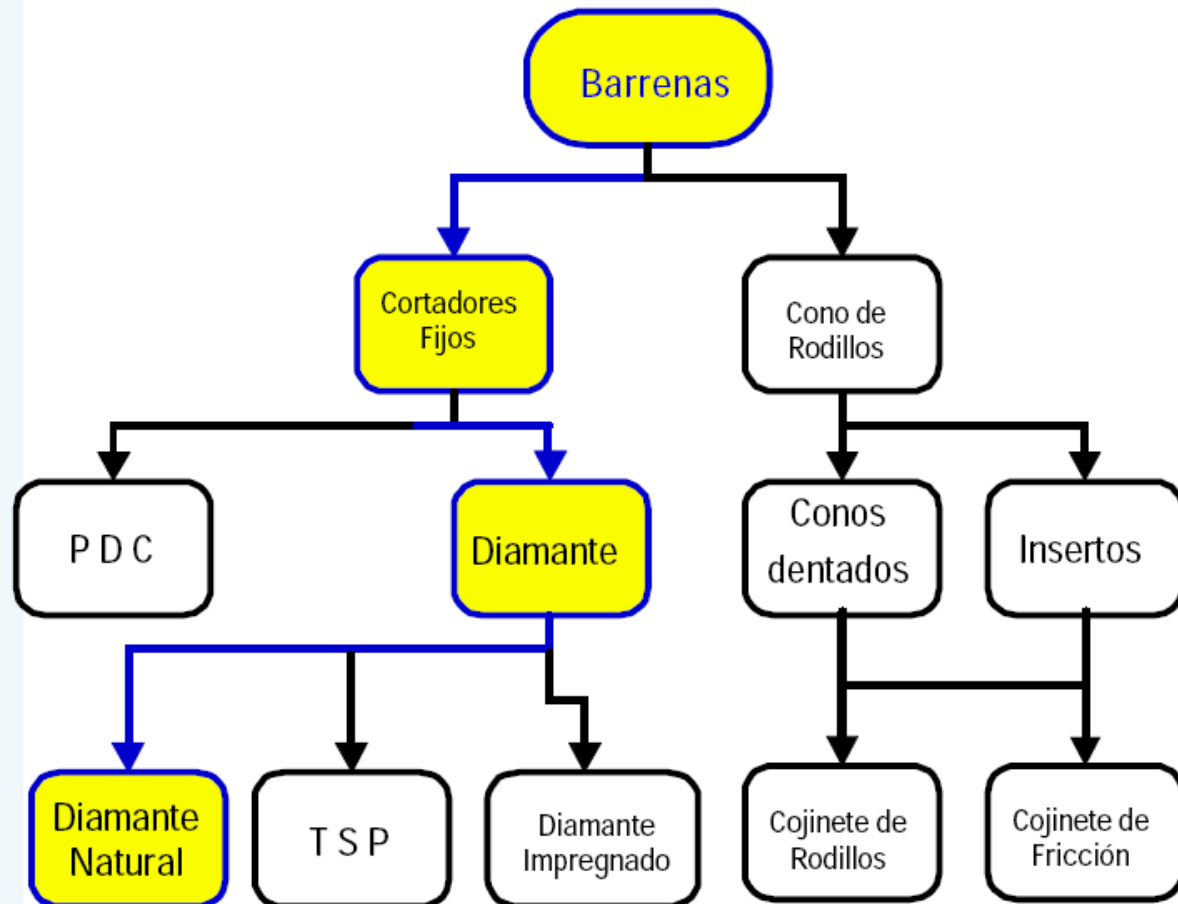 Barrenas
Cortadores
Fijos
Cono de
Rodillos
P D C
Diamante
Conos
dentados
Insertos
Diamante
Natural
T S P
Diamante
Impregnado
Cojinete de
Rodillos
Cojinete de
Fricción